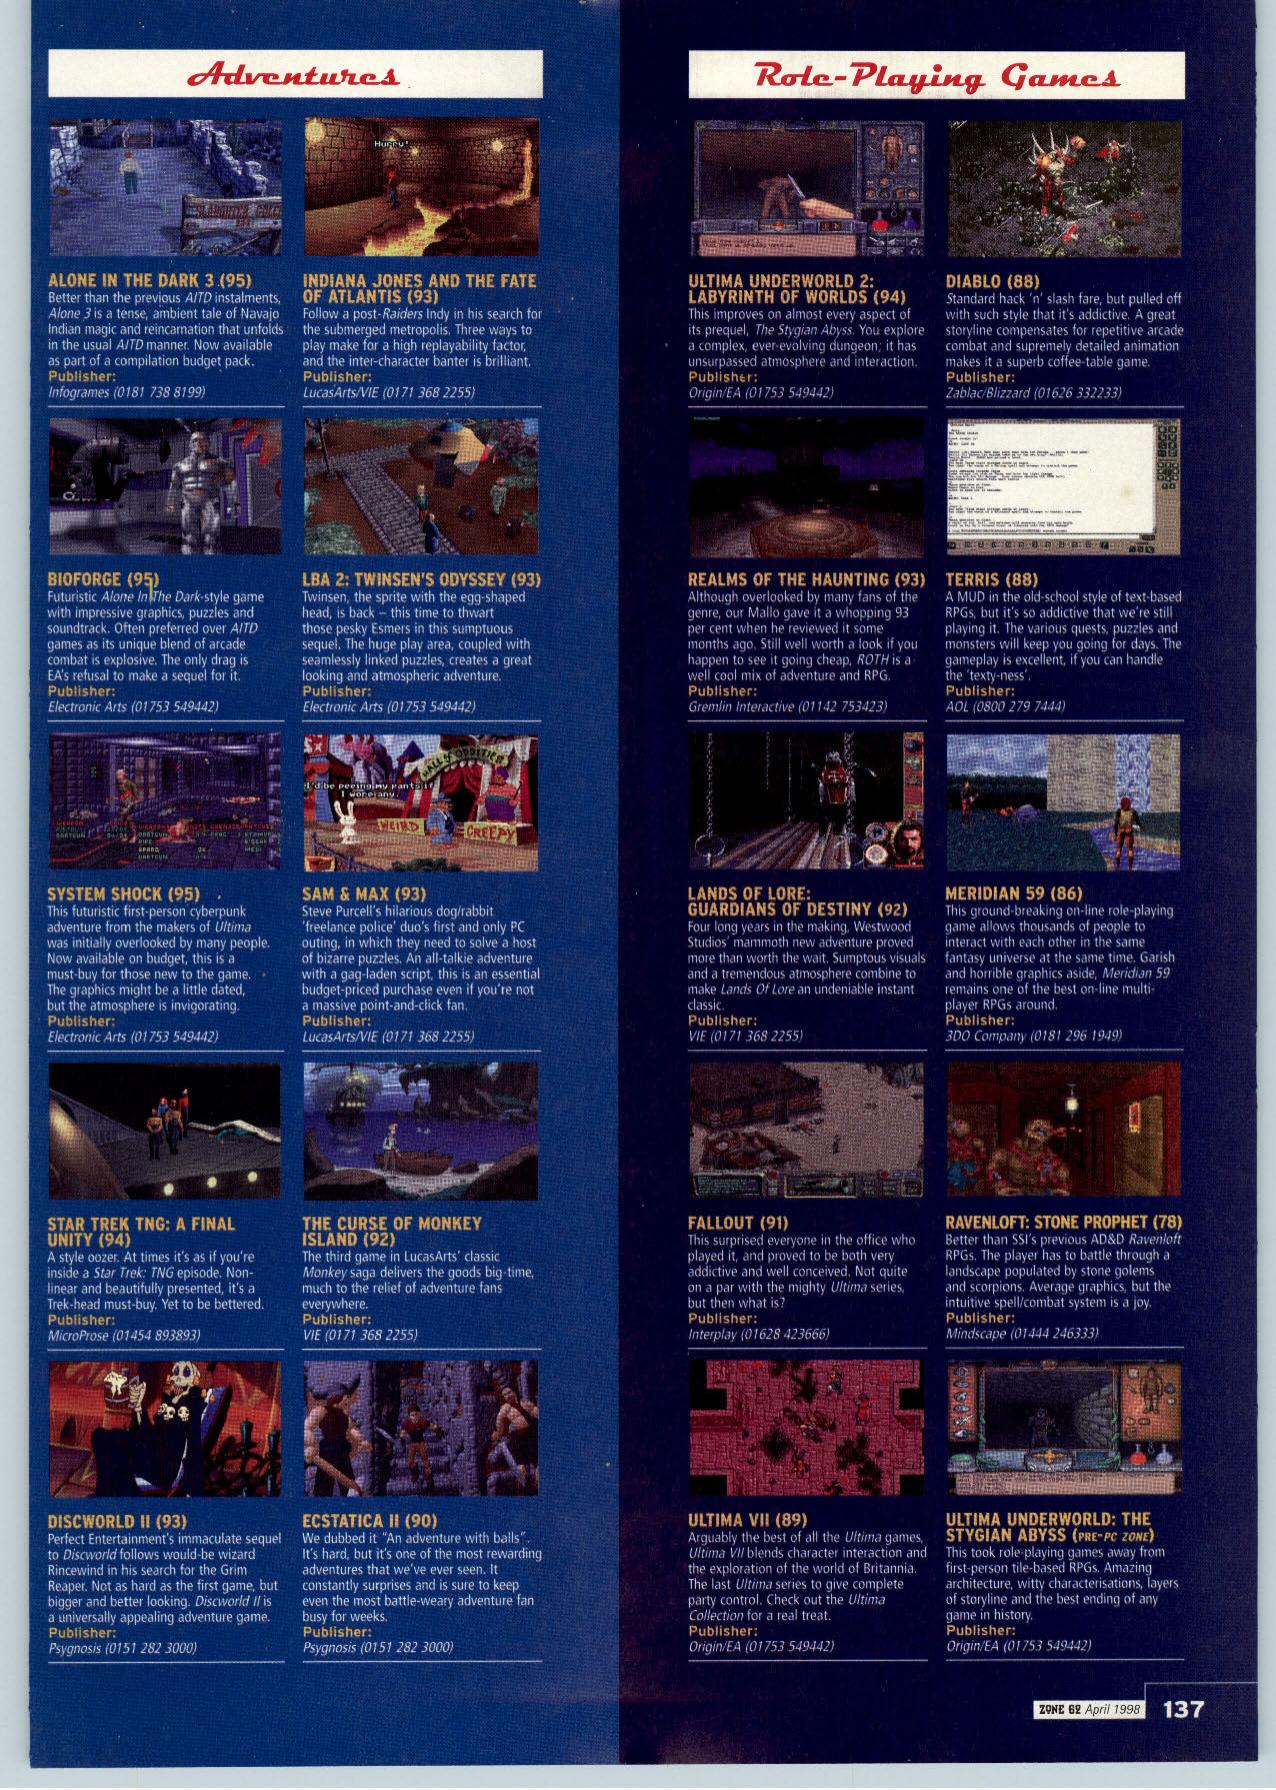 Adventures
ALONE IN THE DARK 3 (95)
Better than the previous AITD instalments,
Alone 3 is a tense, ambient tale of Navajo
Indian magic and reincarnation that unfolds
in the usual AITD manner. Now available
as part of a compilation budget pack.
Publisher:
Infogrames (0181 738 8199)
BIOFORGE (95)
Futuristic Alone In The Dark-style game
with impressive graphics, puzzles and
soundtrack. Often preferred over AITD
games as its unique blend of arcade
combat is explosive. The only drag is
EA's refusal to make a sequel for it.
Publisher:
Electronic Arts (01753 549442)
SYSTEM SHOCK (95)
This futuristic first-person cyberpunk
adventure from the makers of Ultima
was initially overlooked by many people.
Now available on budget, this is a
must-buy for those new to the game.
The graphics might be a little dated,
but the atmosphere is invigorating.
Publisher:
Electronic Arts (01753 549442)
STAR TREK TNG: A FINAL
UNITY (94)
A style oozer. At times it's as if you're
inside a Star Trek: TNG episode. Non-
linear and beautifully presented, it's a
Trek-head must-buy. Yet to be bettered.
Publisher:
MicroProse (01454 893893)
DISCWORLD II (93)
Perfect Entertainment's immaculate sequel
to Discworld follows would-be wizard
Rincewind in his search for the Grim
Reaper. Not as hard as the first game, but
bigger and better looking. Discworld II is
a universally appealing adventure game.
Publisher:
Psygnosis (0151 282 3000)
Hurry!
INDIANA JONES AND THE FATE
OF ATLANTIS (93)
Follow a post-Raiders Indy in his search for
the submerged metropolis. Three ways to
play make for a high replayability factor,
and the inter-character banter is brilliant.
Publisher:
LucasArts/VIE (0171 368 2255)
LBA 2: TWINSEN'S ODYSSEY (93)
Twinsen, the sprite with the egg-shaped
head, is back – this time to thwart
those pesky Esmers in this sumptuous
sequel. The huge play area, coupled with
seamlessly linked puzzles, creates a great
looking and atmospheric adventure.
Publisher:
Electronic Arts (01753 549442)
I'd be peeing my pants if
I wore any.
WEIRD
CREEPY
SAM & MAX (93)
Steve Purcell's hilarious dog/rabbit
'freelance police' duo's first and only PC
outing, in which they need to solve a host
of bizarre puzzles. An all-talkie adventure
with a gag-laden script, this is an essential
budget-priced purchase even if you're not
a massive point-and-click fan.
Publisher:
LucasArts/VIE (0171 368 2255)
THE CURSE OF MONKEY
ISLAND (92)
The third game in LucasArts' classic
Monkey saga delivers the goods big-time,
much to the relief of adventure fans
everywhere.
Publisher:
VIE (0171 368 2255)
ECSTATICA II (90)
We dubbed it "An adventure with balls".
It's hard, but it's one of the most rewarding
adventures that we've ever seen. It
constantly surprises and is sure to keep
even the most battle-weary adventure fan
busy for weeks.
Publisher:
Psygnosis (0151 282 3000)
Role-Playing Games
ULTIMA UNDERWORLD 2:
LABYRINTH OF WORLDS (94)
This improves on almost every aspect of
its prequel, The Stygian Abyss. You explore
a complex, ever-evolving dungeon; it has
unsurpassed atmosphere and interaction.
Publisher:
Origin/EA (01753 549442)
REALMS OF THE HAUNTING (93)
Although overlooked by many fans of the
genre, our Mallo gave it a whopping 93
per cent when he reviewed it some
months ago. Still well worth a look if you
happen to see it going cheap, ROTH is a
well cool mix of adventure and RPG.
Publisher:
Gremlin Interactive (01142 753423)
LANDS OF LORE:
GUARDIANS OF DESTINY (92)
Four long years in the making, Westwood
Studios' mammoth new adventure proved
more than worth the wait. Sumptous visuals
and a tremendous atmosphere combine to
make Lands Of Lore an undeniable instant
classic.
Publisher:
VIE (0171 368 2255)
FALLOUT (91)
This surprised everyone in the office who
played it, and proved to be both very
addictive and well conceived. Not quite
on a par with the mighty Ultima series,
but then what is?
Publisher:
Interplay (01628 423666)
ULTIMA VII (89)
Arguably the best of all the Ultima games,
Ultima VII blends character interaction and
the exploration of the world of Britannia.
The last Ultima series to give complete
party control. Check out the Ultima
Collection for a real treat.
Publisher:
Origin/EA (01753 549442)
DIABLO (88)
Standard hack 'n' slash fare, but pulled off
with such style that it's addictive. A great
storyline compensates for repetitive arcade
combat and supremely detailed animation
makes it a superb coffee-table game.
Publisher:
Zablac/Blizzard (01626 332233)
TERRIS (88)
A MUD in the old-school style of text-based
RPGs, but it's so addictive that we're still
playing it. The various quests, puzzles and
monsters will keep you going for days. The
gameplay is excellent, if you can handle
the 'texty-ness'.
Publisher:
AOL (0800 279 7444)
MERIDIAN 59 (86)
This ground-breaking on-line role-playing
game allows thousands of people to
interact with each other in the same
fantasy universe at the same time. Garish
and horrible graphics aside, Meridian 59
remains one of the best on-line multi-
player RPGs around.
Publisher:
3DO Company (0181 296 1949)
RAVENLOFT: STONE PROPHET (78)
Better than SSI's previous AD&D Ravenloft
RPGs. The player has to battle through a
landscape populated by stone golems
and scorpions. Average graphics, but the
intuitive spell/combat system is a joy.
Publisher:
Mindscape (01444 246333)
ULTIMA UNDERWORLD: THE
STYGIAN ABYSS (PRE-PC ZONE)
This took role-playing games away from
first-person tile-based RPGs. Amazing
architecture, witty characterisations, layers
of storyline and the best ending of any
game in history.
Publisher:
Origin/EA (01753 549442)
ZONE 62 April 1998 137